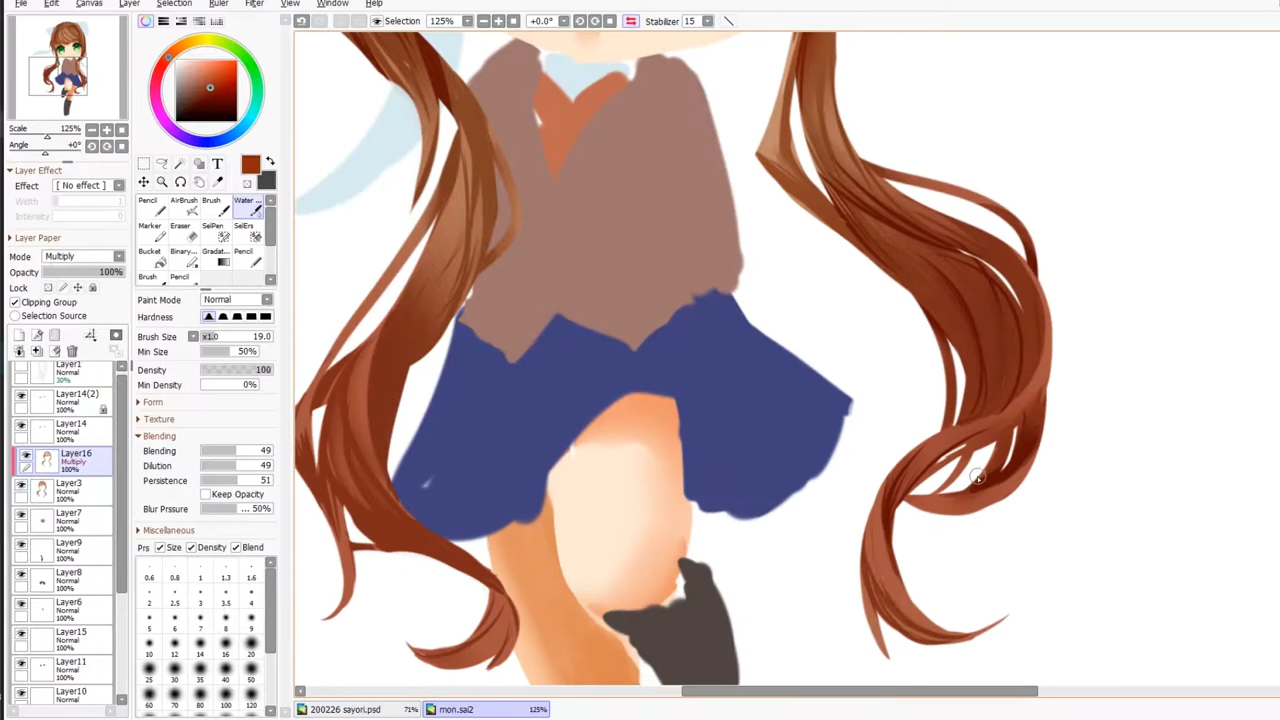 File Edit Canvas Layer Selection Ruler Filter View Window
Selection 125% +0.0° Stabilizer 15
Scale 125%
Angle +0°
Layer Effect
Effect [ No effect ]
Width 1
Intensity 0
Layer Paper
Mode Multiply
Opacity 100%
Lock
Clipping Group
Selection Source
Layer1
Normal
30%
Layer14(2)
Normal
100%
Layer14
Normal
100%
Layer16
Multiply
100%
Layer3
Normal
100%
Layer7
Normal
100%
Layer9
Normal
100%
Layer8
Normal
100%
Layer6
Normal
100%
Layer15
Normal
100%
Layer11
Normal
100%
Layer10
Normal
T
Pencil AirBrush Brush Water ...
Marker Eraser SelPen SelErs
Bucket Binary... Gradat... Pencil
Brush Pencil
Paint Mode Normal
Hardness
Brush Size x1.0 19.0
Min Size 50%
Density 100
Min Density 0%
Form
Texture
Blending
Blending 49
Dilution 49
Persistence 51
Keep Opacity
Blur Prssure ... 50%
Miscellaneous
Prs Size Density Blend
0.6 0.8 1 1.3 1.6
2 2.5 3 3.5 4
5 6 7 8 9
10 12 14 16 20
25 30 35 40 50
60 70 80 100 120
200226 sayori.psd 71% mon.sai2 125%